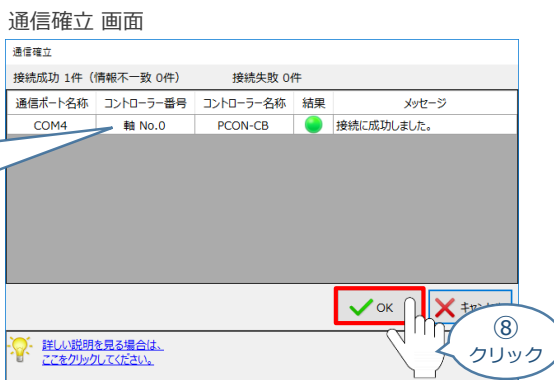 通信確立 画面
通信確立
接続成功 1件（情報不一致 0件） 接続失敗 0件
通信ポート名称 コントローラー番号 コントローラー名称 結果 メッセージ
COM4 軸 No.0 PCON-CB 接続に成功しました。
OK
⑧
クリック
詳しい説明を見る場合は、
ここをクリックしてください。